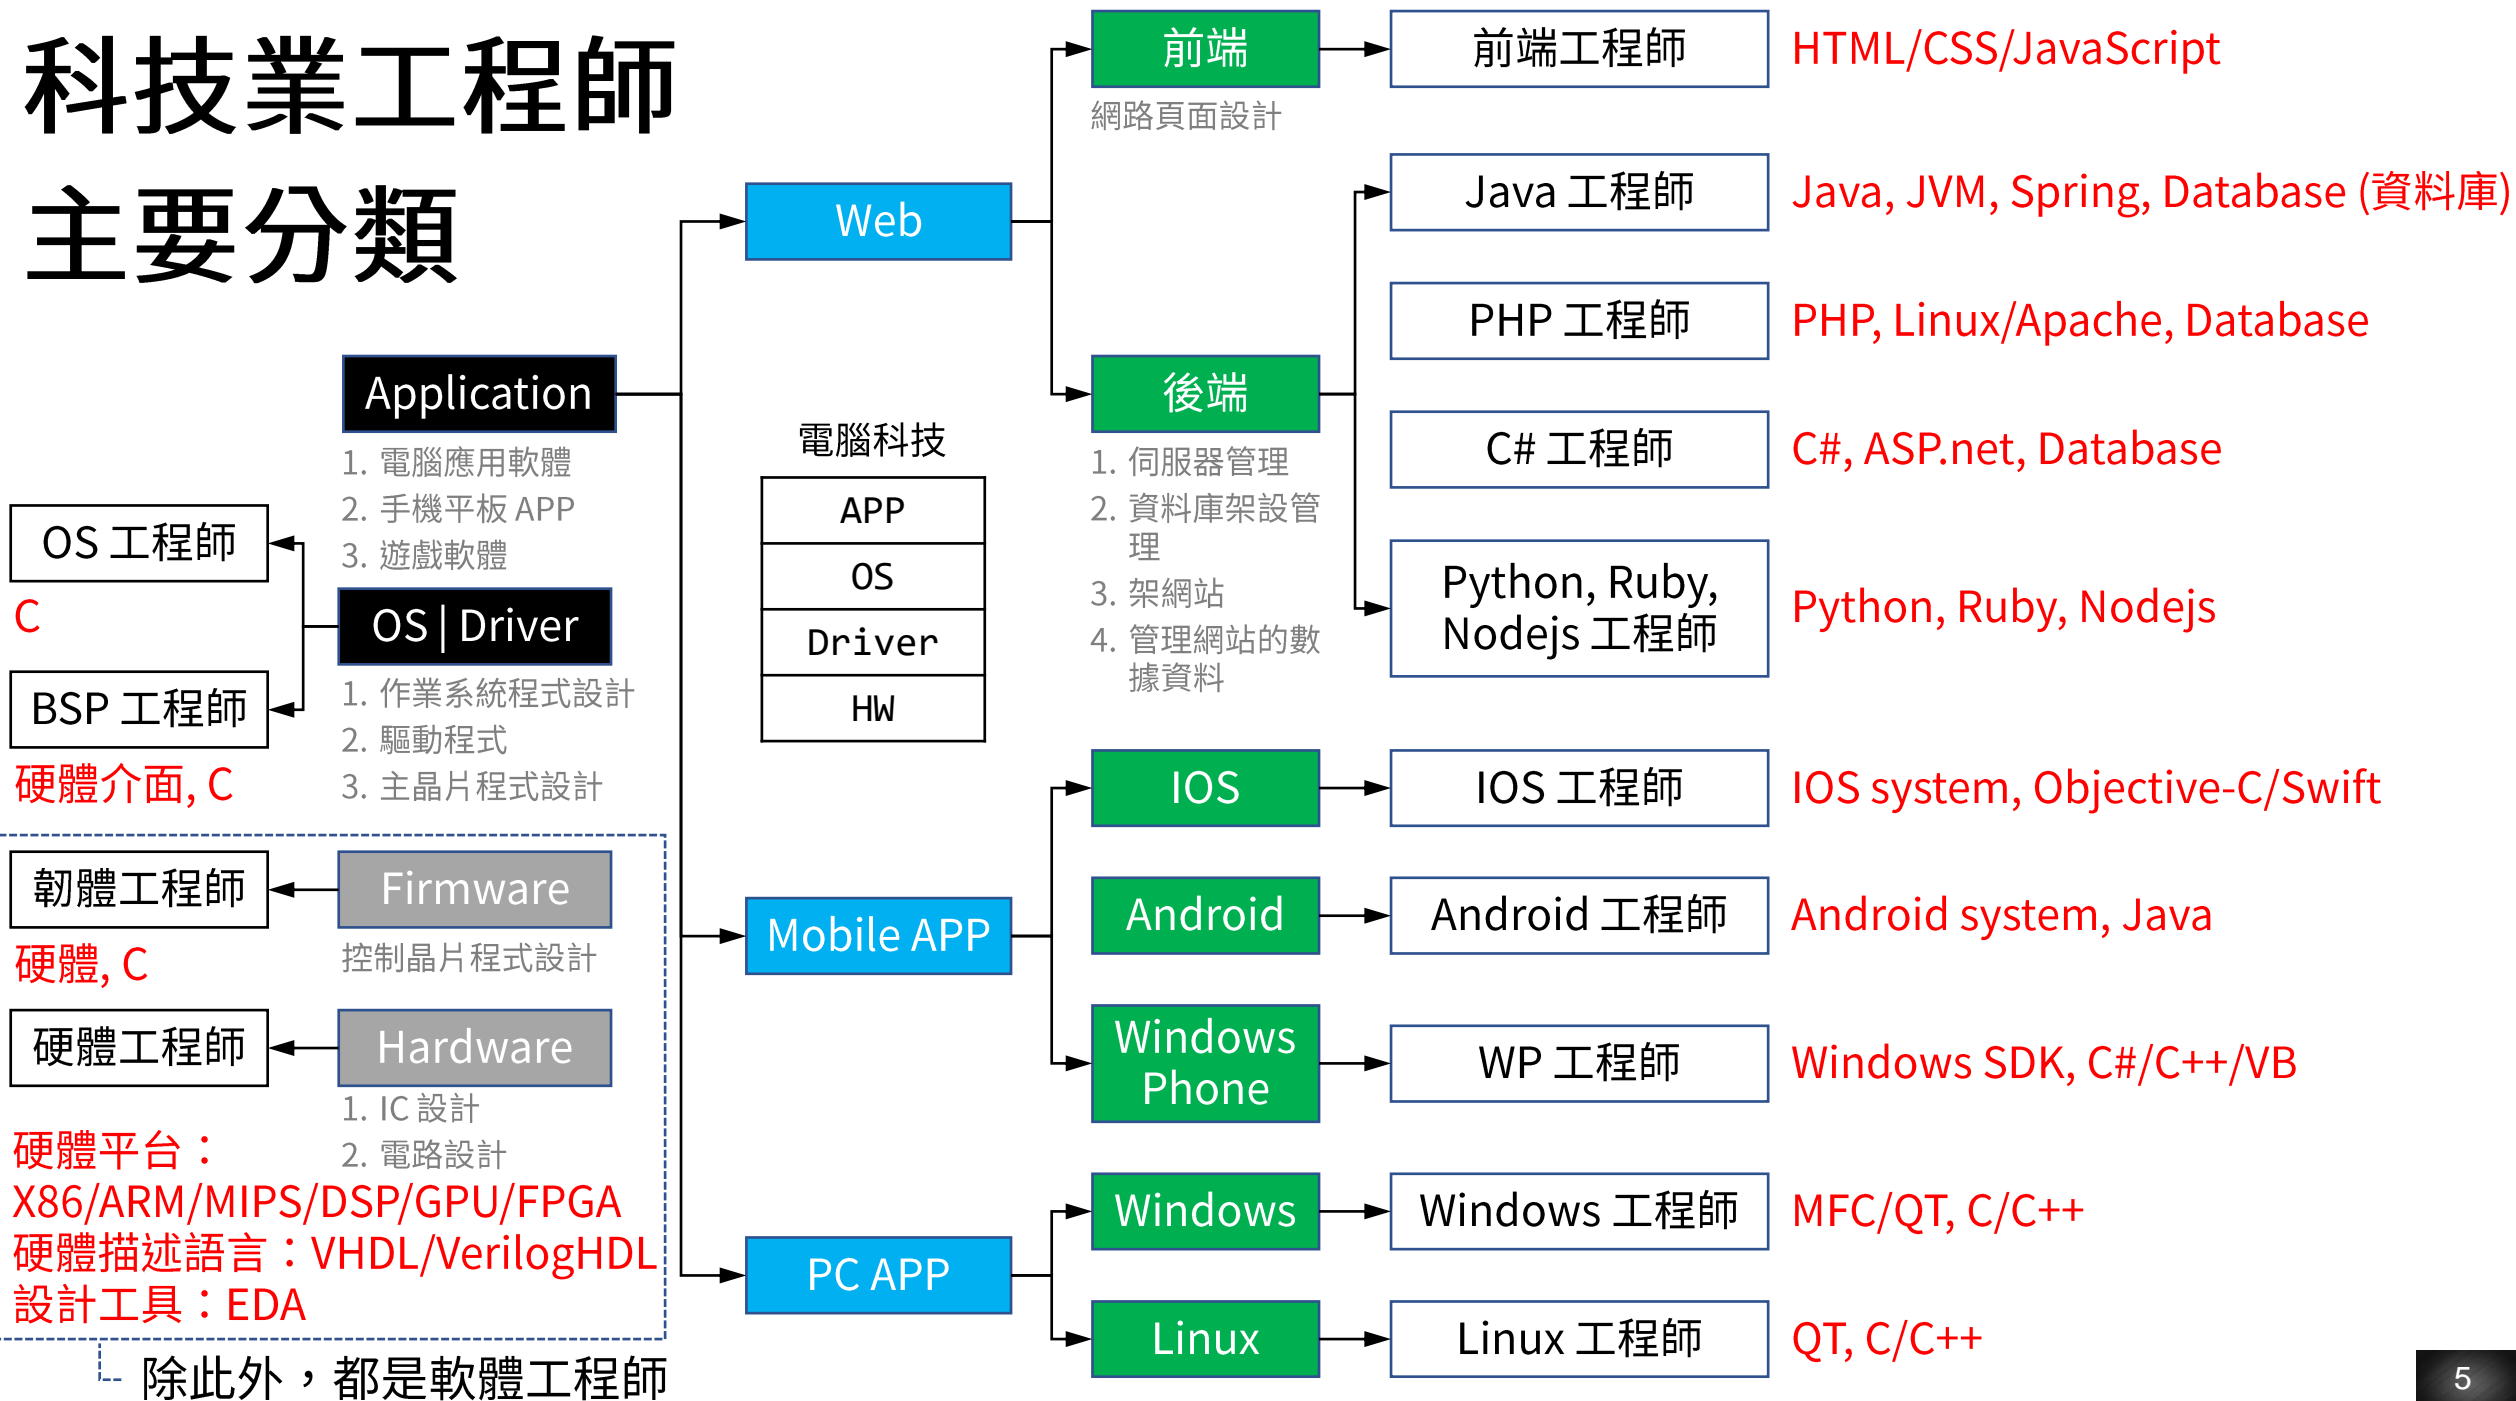 科技業工程師
主要分類
Application
1. 電腦應用軟體
2. 手機平板 APP
3. 遊戲軟體
OS 工程師
C
OS | Driver
BSP 工程師
硬體介面, C
1. 作業系統程式設計
2. 驅動程式
3. 主晶片程式設計
韌體工程師
Firmware
硬體, C
控制晶片程式設計
硬體工程師
Hardware
1. IC 設計
2. 電路設計
硬體平台：
X86/ARM/MIPS/DSP/GPU/FPGA
硬體描述語言：VHDL/VerilogHDL
設計工具：EDA
除此外，都是軟體工程師
Web
電腦科技
APP
OS
Driver
HW
Mobile APP
PC APP
前端
網路頁面設計
前端工程師
HTML/CSS/JavaScript
後端
1. 伺服器管理
2. 資料庫架設管
理
3. 架網站
4. 管理網站的數
據資料
Java 工程師
Java, JVM, Spring, Database (資料庫)
PHP 工程師
PHP, Linux/Apache, Database
C# 工程師
C#, ASP.net, Database
Python, Ruby,
Nodejs 工程師
Python, Ruby, Nodejs
IOS
IOS 工程師
IOS system, Objective-C/Swift
Android
Android 工程師
Android system, Java
Windows
Phone
WP 工程師
Windows SDK, C#/C++/VB
Windows
Windows 工程師
MFC/QT, C/C++
Linux
Linux 工程師
QT, C/C++
5